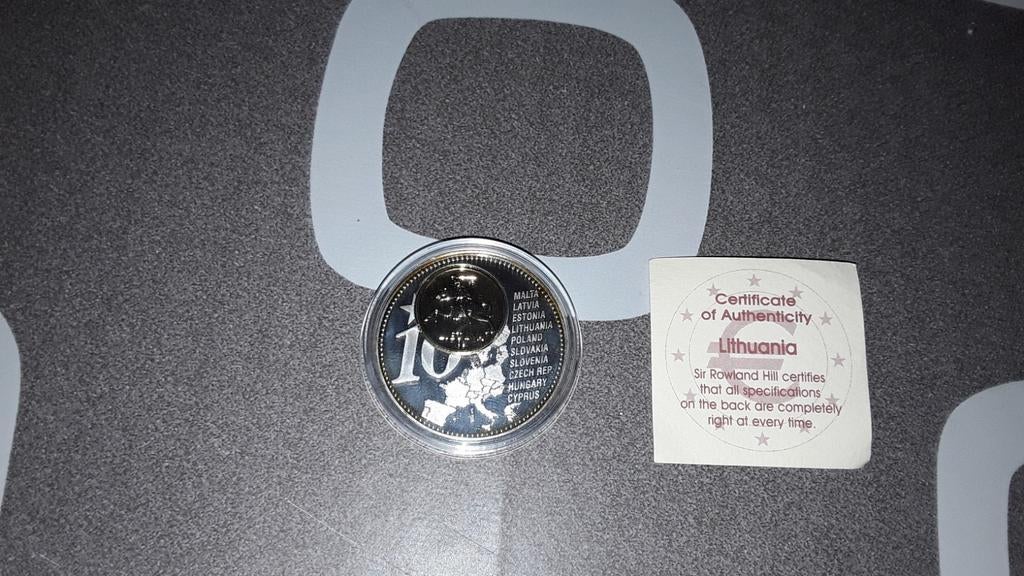 10
MALTA
LATVIA
ESTONIA
LITHUANIA
POLAND
SLOVAKIA
SLOVENIA
CZECH REP.
HUNGARY
CYPRUS
Certificate
of Authenticity
Lithuania
Sir Rowland Hill certifies
that all specifications
on the back are completely
right at every time.